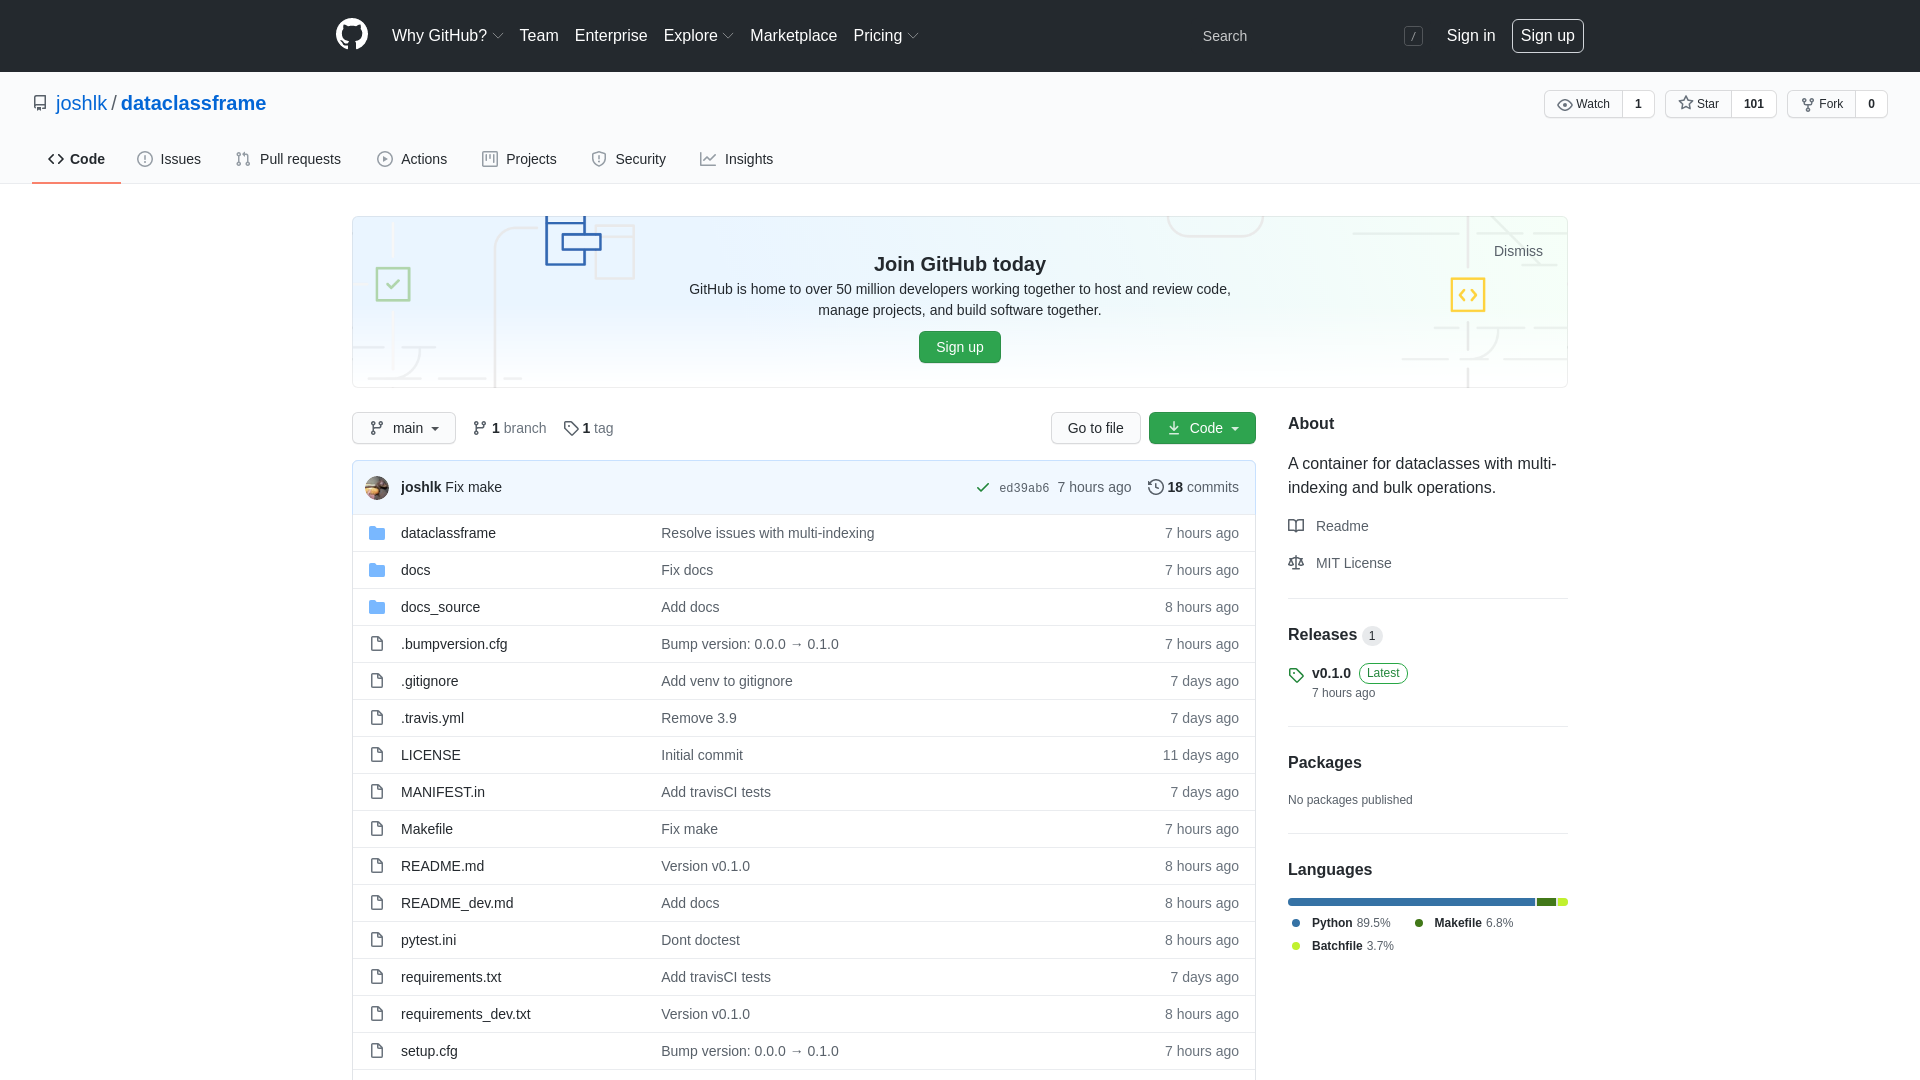 Why GitHub? Team Enterprise Explore Marketplace Pricing Search / Sign in Sign up
joshlk / dataclassframe Watch 1 Star 101 Fork 0
Code Issues Pull requests Actions Projects Security Insights
Dismiss
Join GitHub today
GitHub is home to over 50 million developers working together to host and review code,
manage projects, and build software together.
Sign up
main 1 branch 1 tag Go to file Code
joshlk Fix make ed39ab6 7 hours ago 18 commits
dataclassframe Resolve issues with multi-indexing 7 hours ago
docs Fix docs 7 hours ago
docs_source Add docs 8 hours ago
.bumpversion.cfg Bump version: 0.0.0 → 0.1.0 7 hours ago
.gitignore Add venv to gitignore 7 days ago
.travis.yml Remove 3.9 7 days ago
LICENSE Initial commit 11 days ago
MANIFEST.in Add travisCI tests 7 days ago
Makefile Fix make 7 hours ago
README.md Version v0.1.0 8 hours ago
README_dev.md Add docs 8 hours ago
pytest.ini Dont doctest 8 hours ago
requirements.txt Add travisCI tests 7 days ago
requirements_dev.txt Version v0.1.0 8 hours ago
setup.cfg Bump version: 0.0.0 → 0.1.0 7 hours ago
About
A container for dataclasses with multi-
indexing and bulk operations.
Readme
MIT License
Releases 1
v0.1.0 Latest
7 hours ago
Packages
No packages published
Languages
Python 89.5% Makefile 6.8%
Batchfile 3.7%